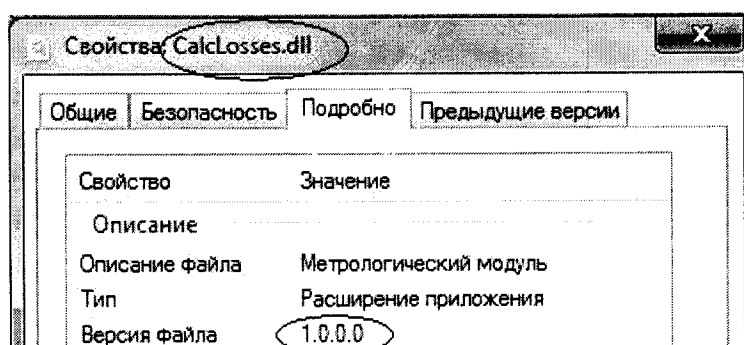 Свойства: CalcLosses.dll
Общие Безопасность Подробно Предыдущие версии
Свойство Значение
Описание
Описание файла Метрологический модуль
Тип Расширение приложения
Версия файла 1.0.0.0